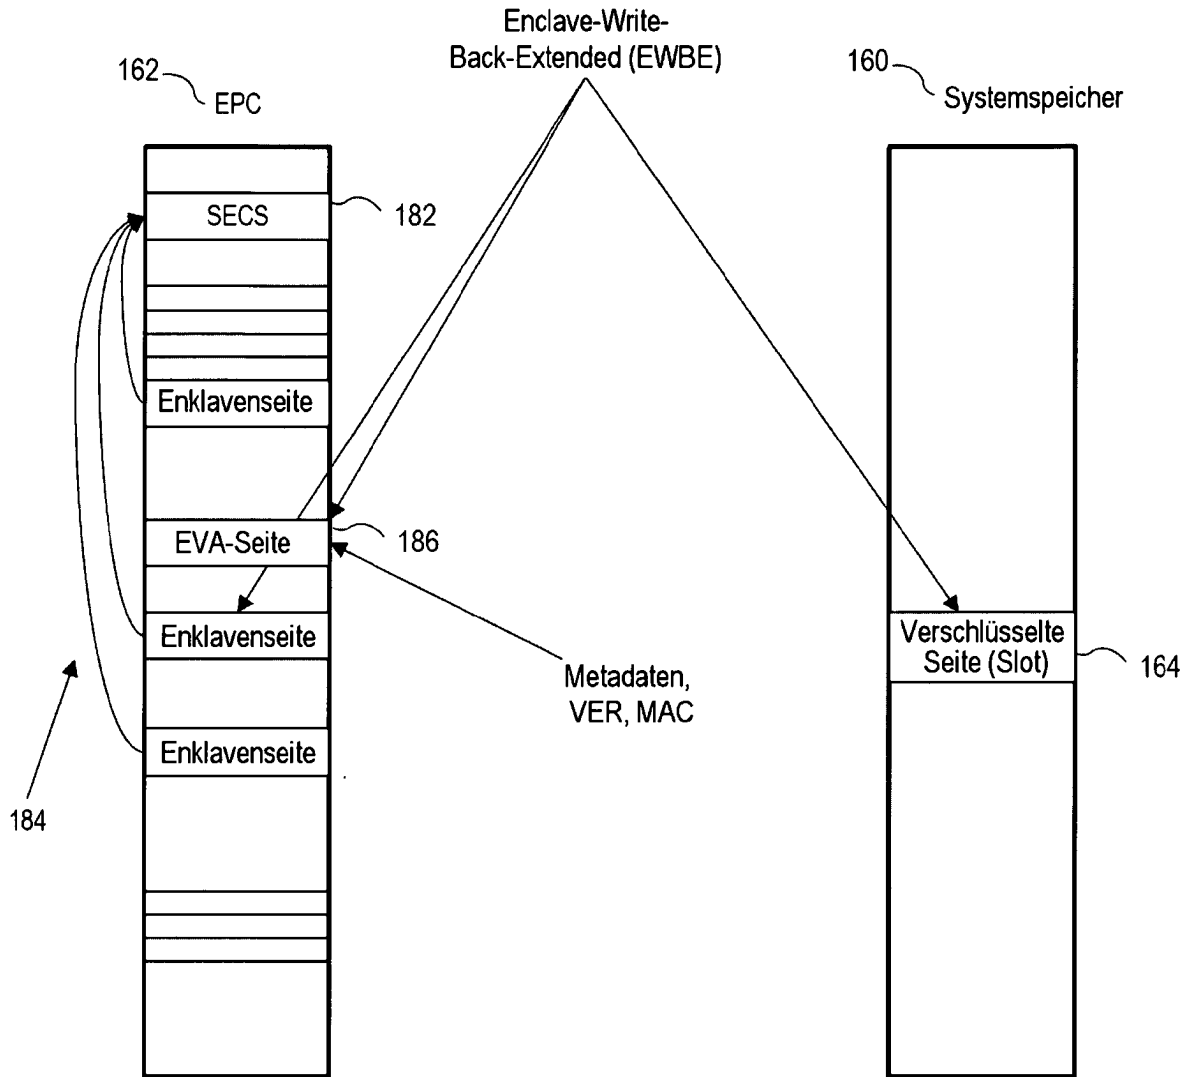 Enclave-Write-
Back-Extended (EWBE)
162
EPC
160
Systemspeicher
SECS
182
Enklavenseite
EVA-Seite
186
Enklavenseite
Verschlüsselte
Seite (Slot)
164
Metadaten,
VER, MAC
Enklavenseite
184